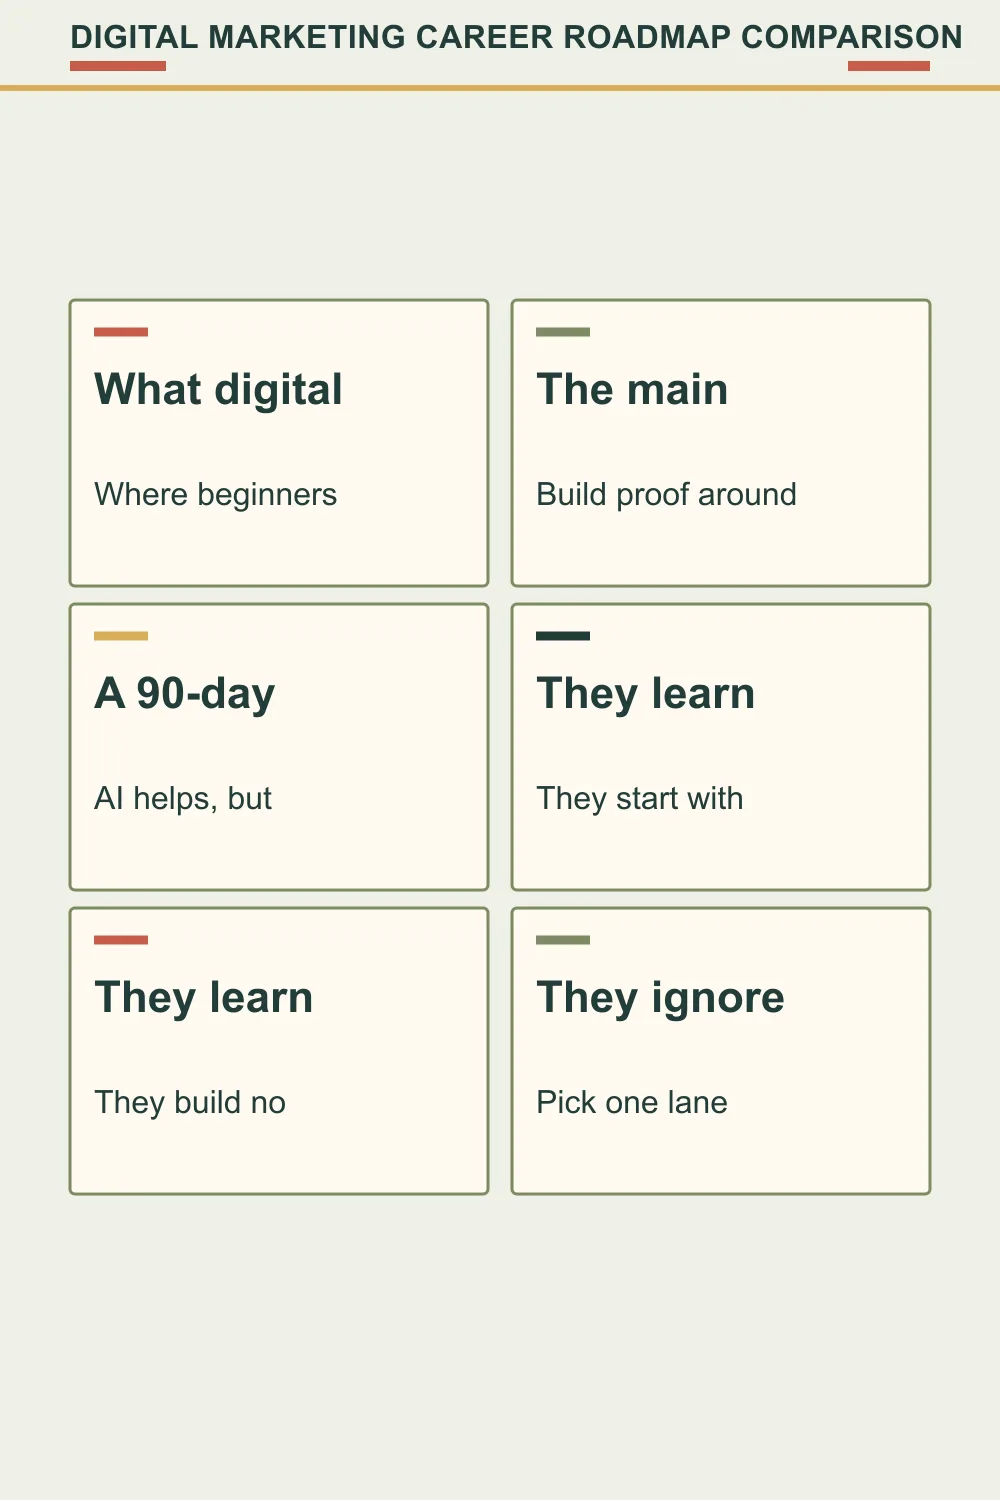 DIGITAL MARKETING CAREER ROADMAP COMPARISON
What digital
Where beginners
The main
Build proof around
A 90-day
AI helps, but
They learn
They start with
They learn
They build no
They ignore
Pick one lane